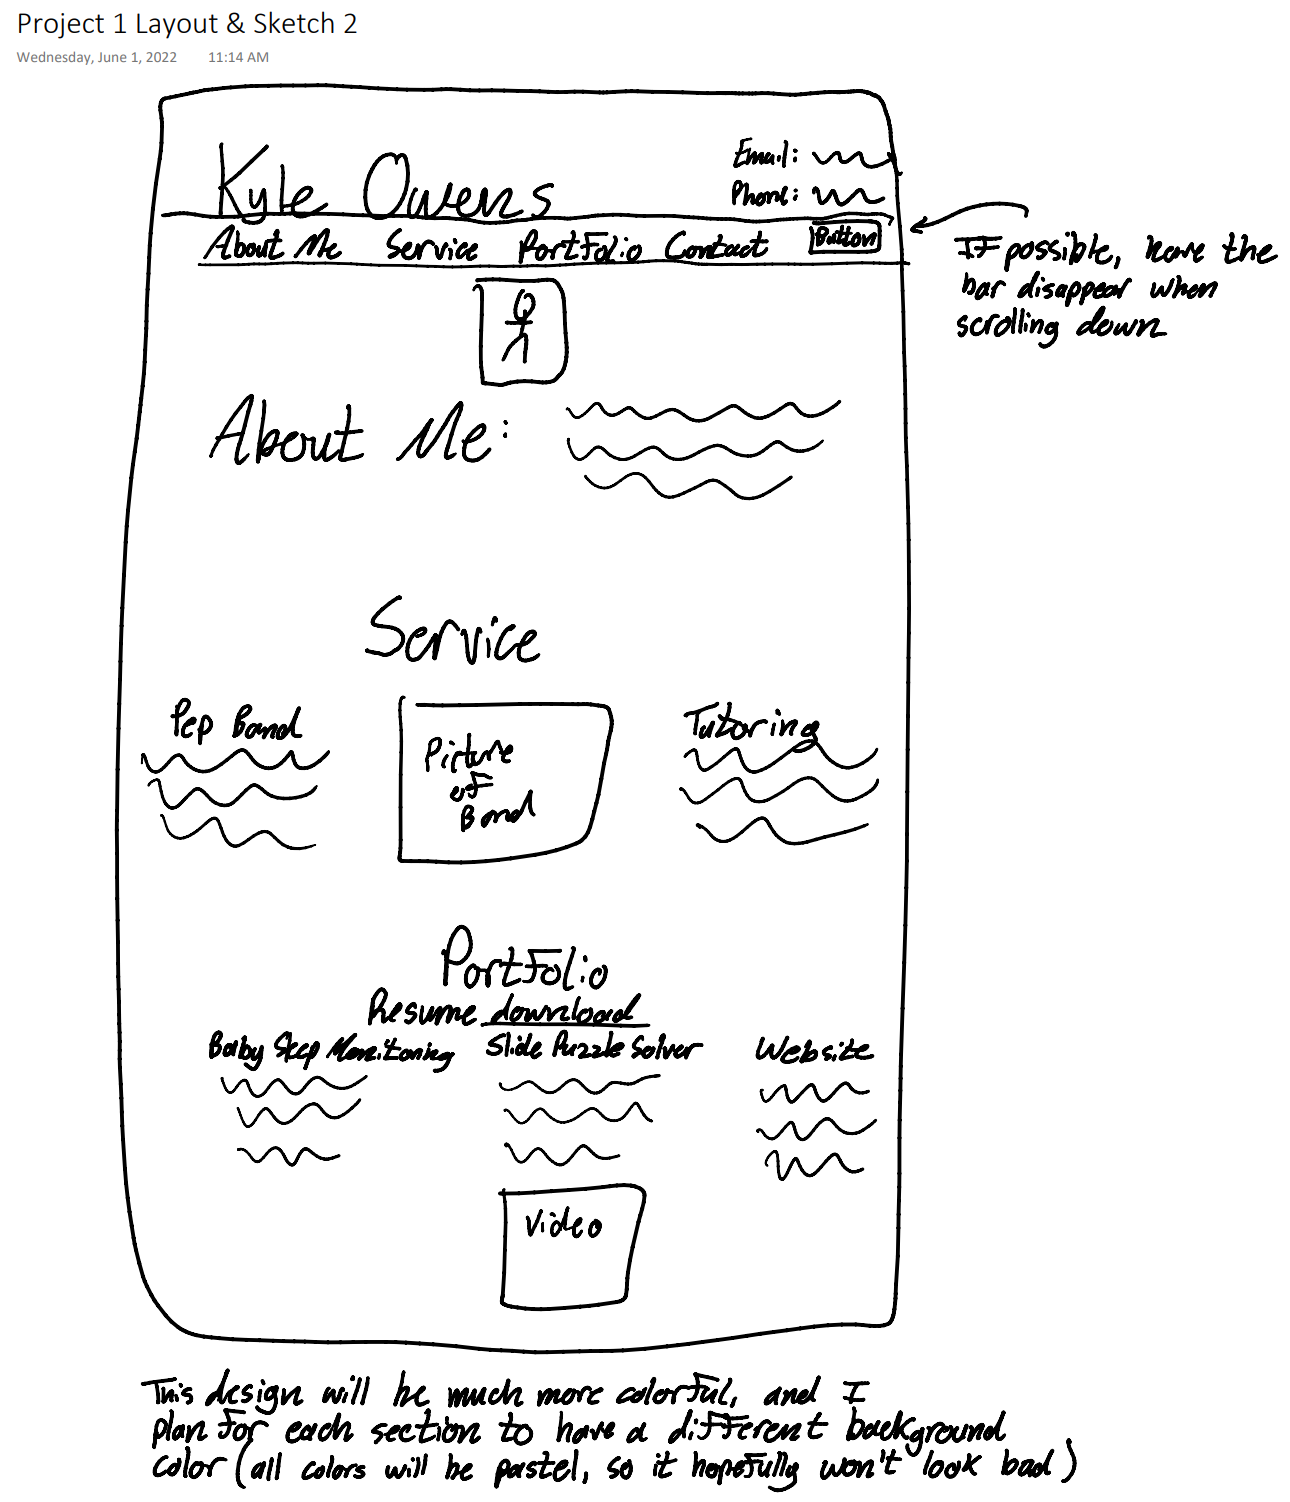 Project 1 Layout & Sketch 2
Wednesday, June 1, 2022 11:14 AM
Kyle Owens
Email:
Phone:
About Me Service Portfolio Contact Button
If possible, have the
bar disappear when
scrolling down
About Me:
Service
Pep Band
Picture
of
Band
Tutoring
Portfolio
Resume download
Baby Sleep Monitoring Slide Puzzle Solver Website
Video
This design will be much more colorful, and I
plan for each section to have a different background
color (all colors will be pastel, so it hopefully won't look bad)